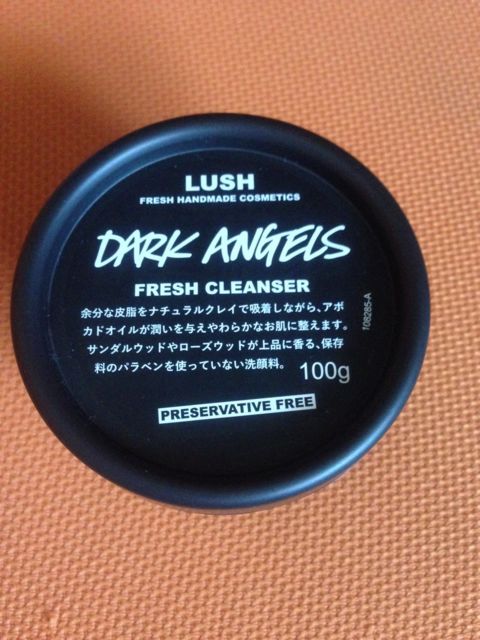 LUSH
FRESH HANDMADE COSMETICS
DARK ANGELS
FRESH CLEANSER
余分な皮脂をナチュラルクレイで吸着しながら、アボ
カドオイルが潤いを与えやわらかなお肌に整えます。
サンダルウッドやローズウッドが上品に香る、保存
料のパラベンを使っていない洗顔料。
100g
PRESERVATIVE FREE
108285-A